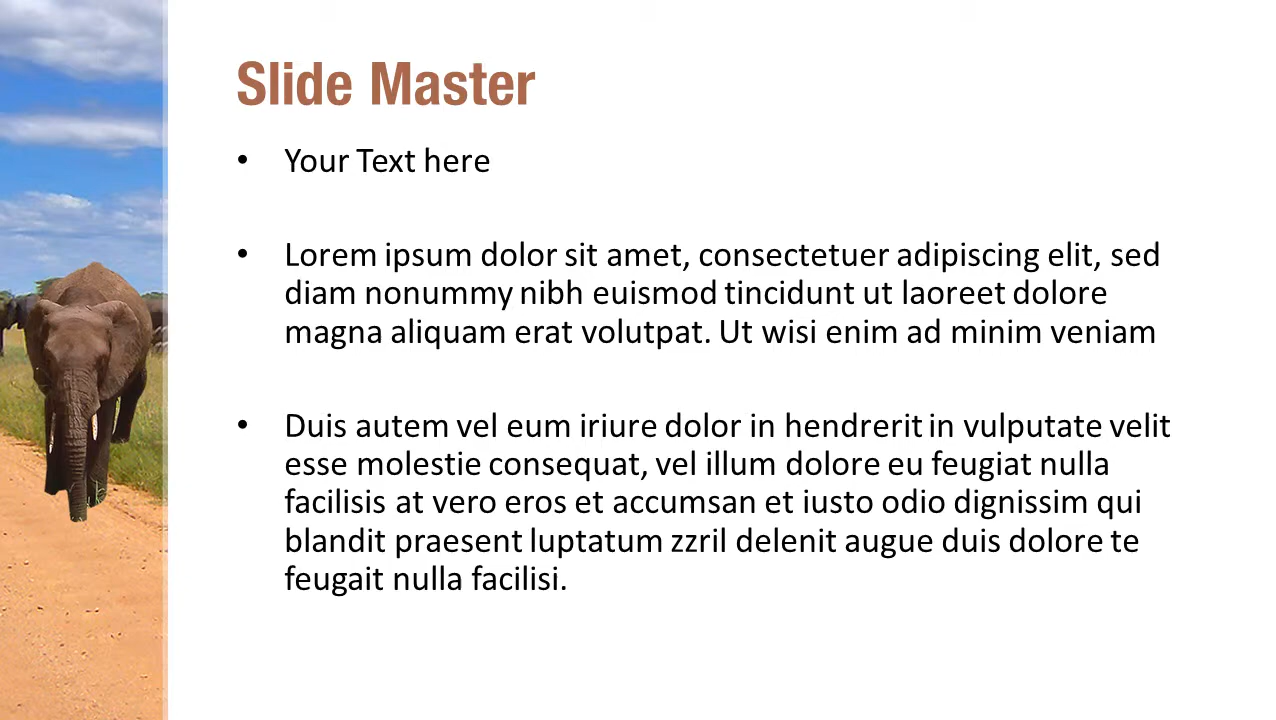 Slide Master
• Your Text here
• Lorem ipsum dolor sit amet, consectetuer adipiscing elit, sed
diam nonummy nibh euismod tincidunt ut laoreet dolore
magna aliquam erat volutpat. Ut wisi enim ad minim veniam
• Duis autem vel eum iriure dolor in hendrerit in vulputate velit
esse molestie consequat, vel illum dolore eu feugiat nulla
facilisis at vero eros et accumsan et iusto odio dignissim qui
blandit praesent luptatum zzril delenit augue duis dolore te
feugait nulla facilisi.